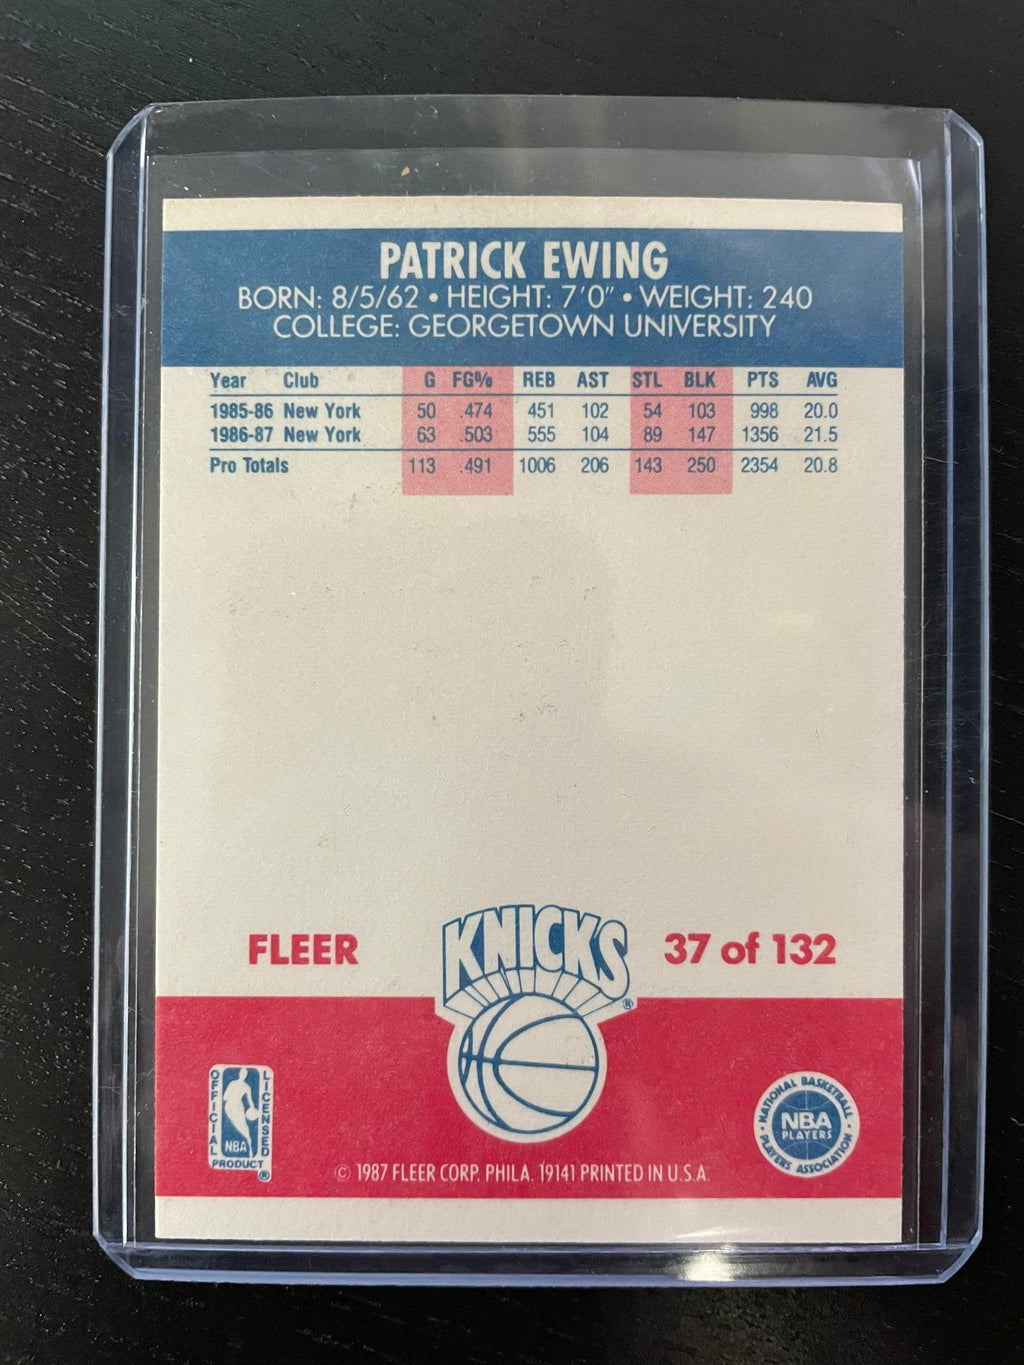 PATRICK EWING
BORN: 8/5/62 • HEIGHT: 7'0" • WEIGHT: 240
COLLEGE: GEORGETOWN UNIVERSITY
Year Club G FG% REB AST STL BLK PTS AVG
1985-86 New York 50 .474 451 102 54 103 998 20.0
1986-87 New York 63 .503 555 104 89 147 1356 21.5
Pro Totals 113 .491 1006 206 143 250 2354 20.8
FLEER
KNICKS ®
37 of 132
OFFICIAL LICENSED
NBA
PRODUCT ®
NATIONAL BASKETBALL
NBA
PLAYERS
PLAYERS ASSOCIATION
© 1987 FLEER CORP. PHILA. 19141 PRINTED IN U.S.A.